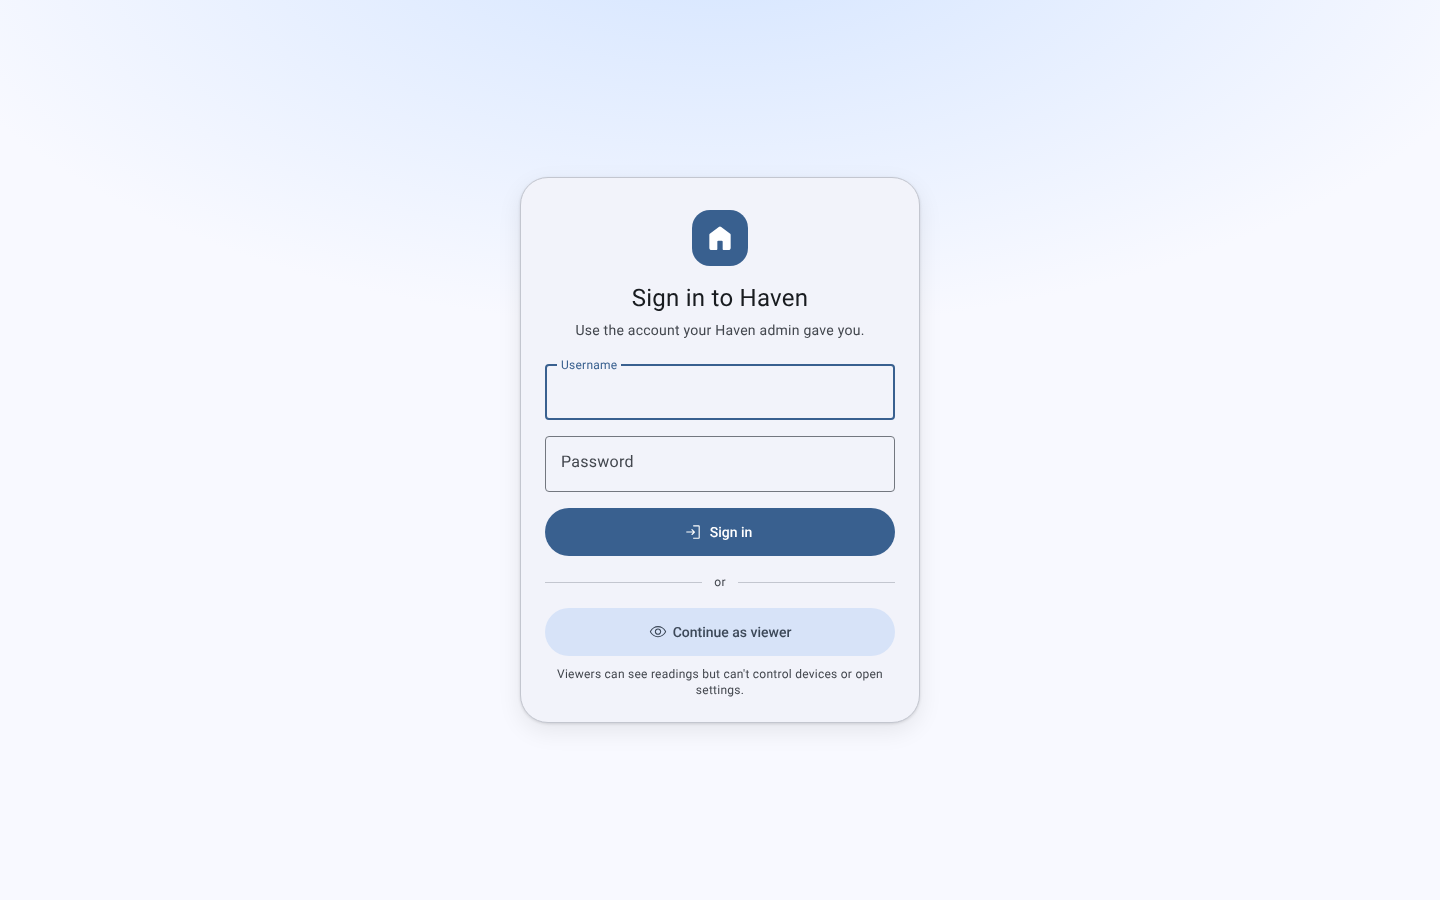 Sign in to Haven
Use the account your Haven admin gave you.
Username
Password
Sign in
or
Continue as viewer
Viewers can see readings but can't control devices or open
settings.